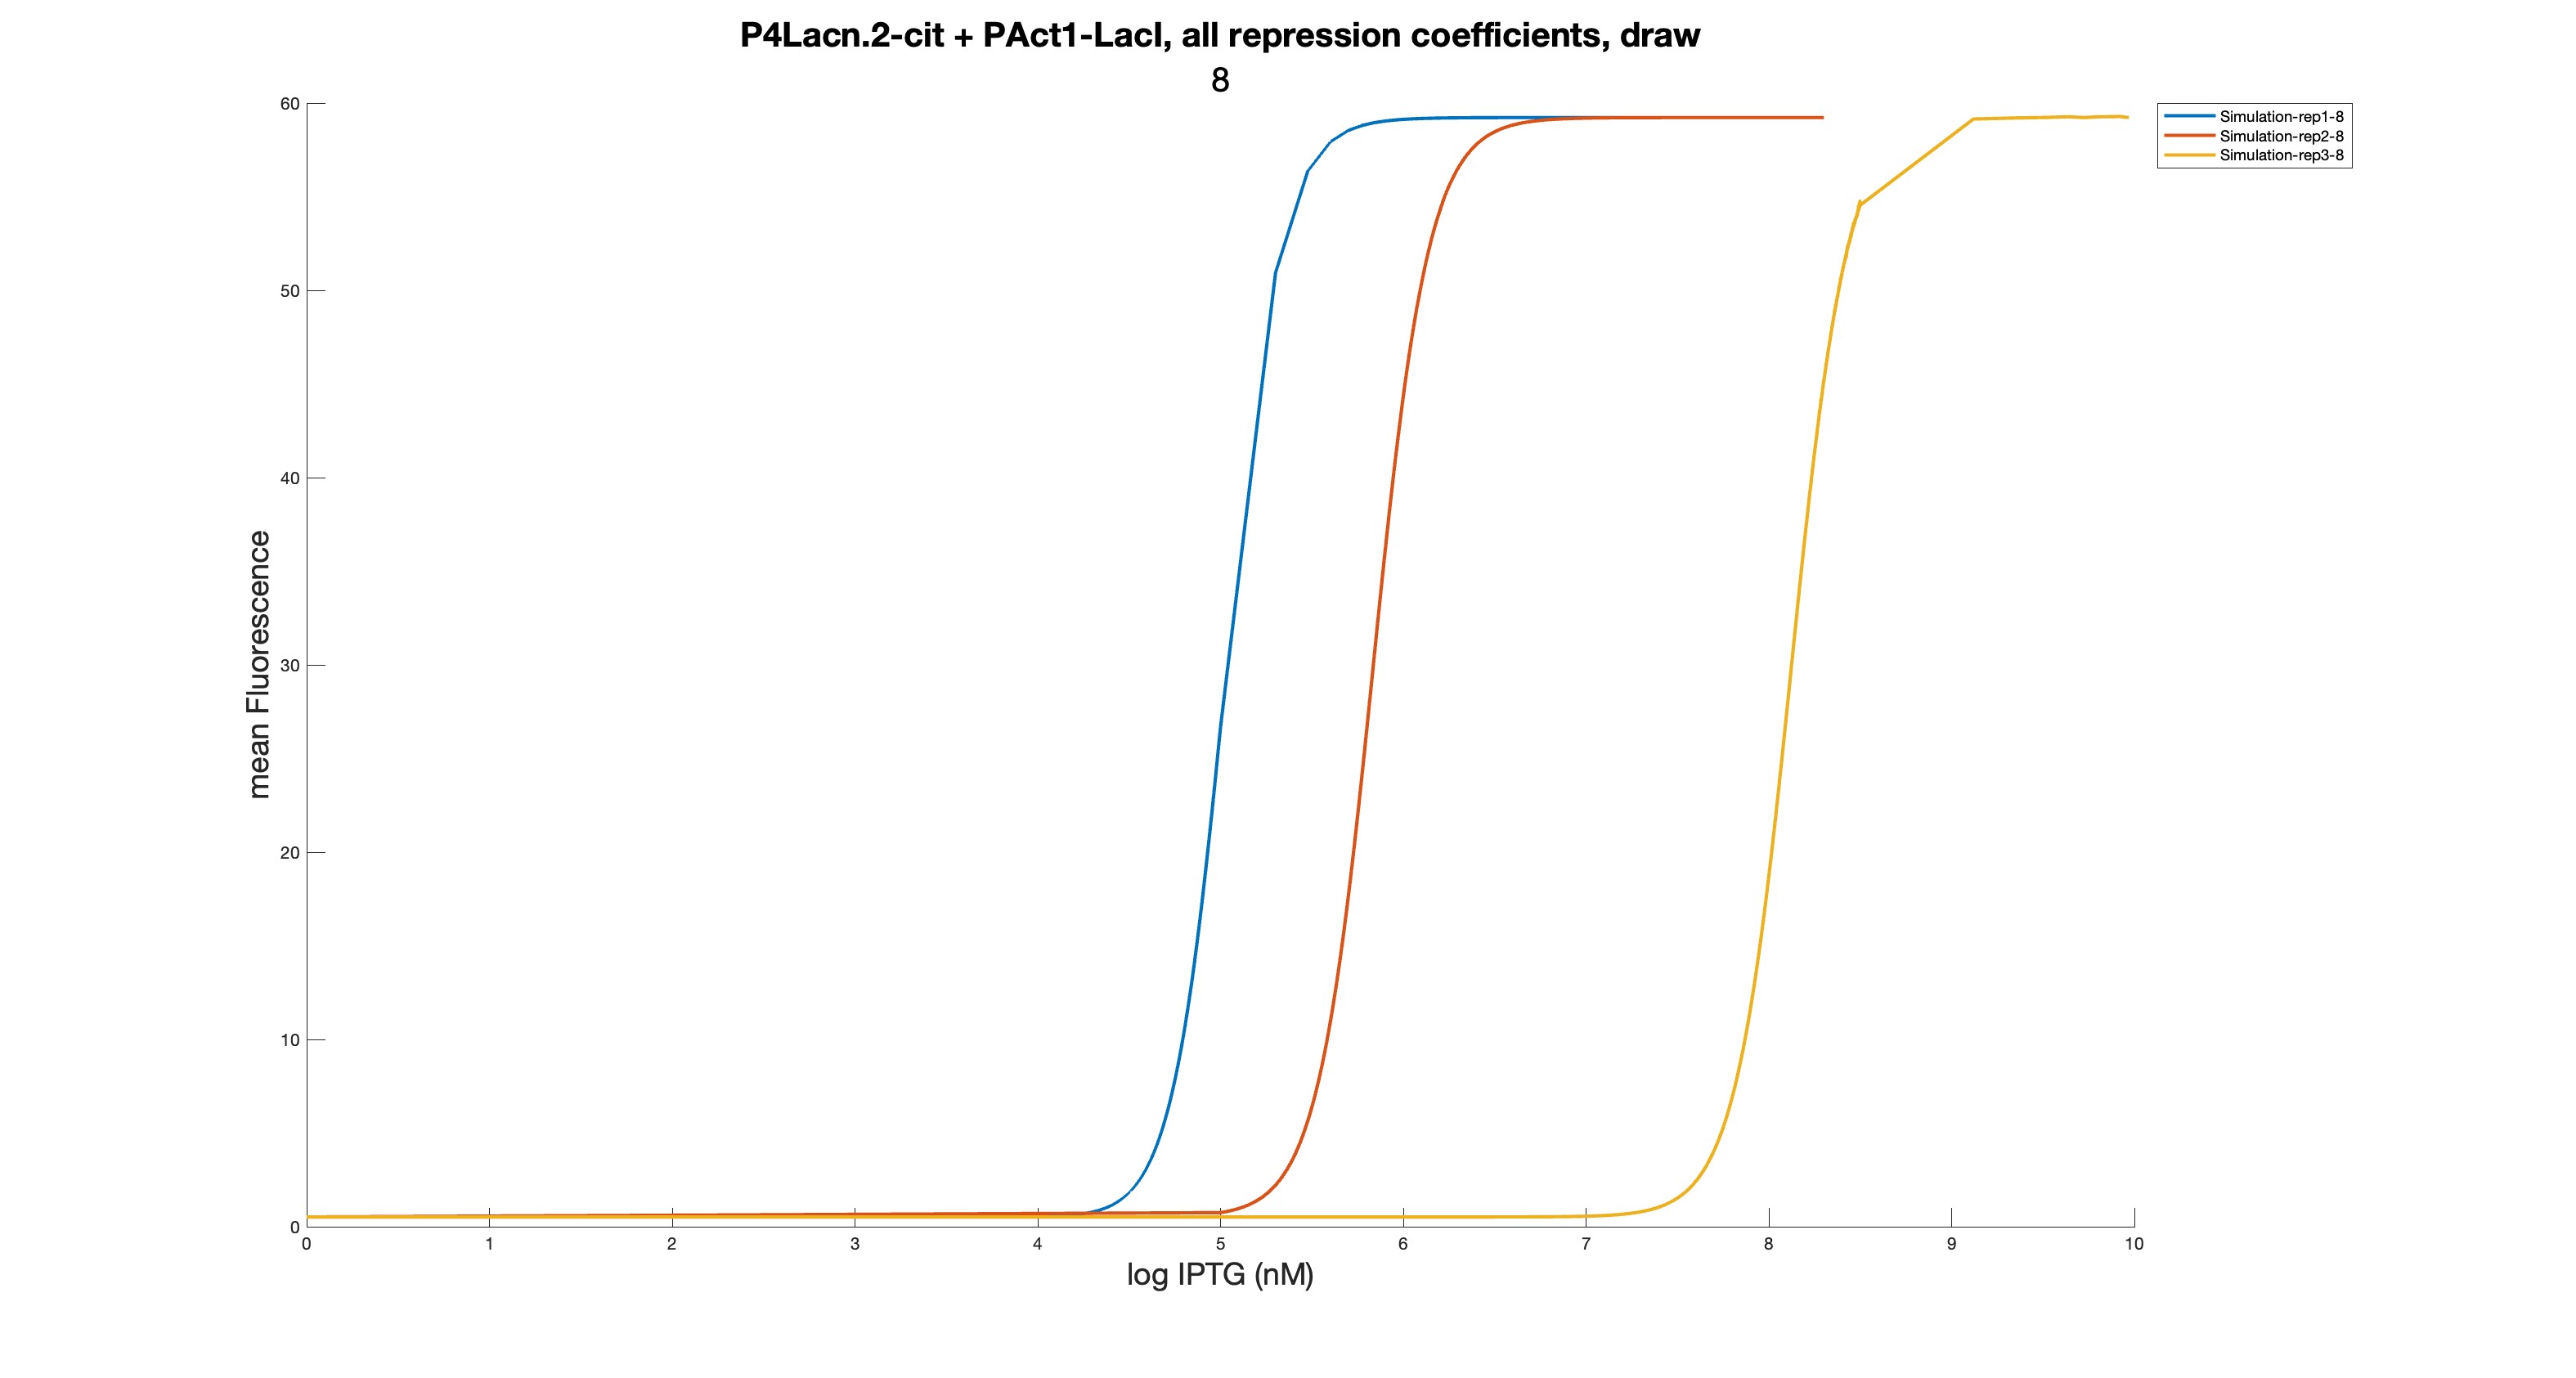 P4Lacn.2-cit + PAct1-LacI, all repression coefficients, draw
8
60
50
40
30
20
10
0
mean Fluorescence
0 1 2 3 4 5 6 7 8 9 10
log IPTG (nM)
Simulation-rep1-8
Simulation-rep2-8
Simulation-rep3-8